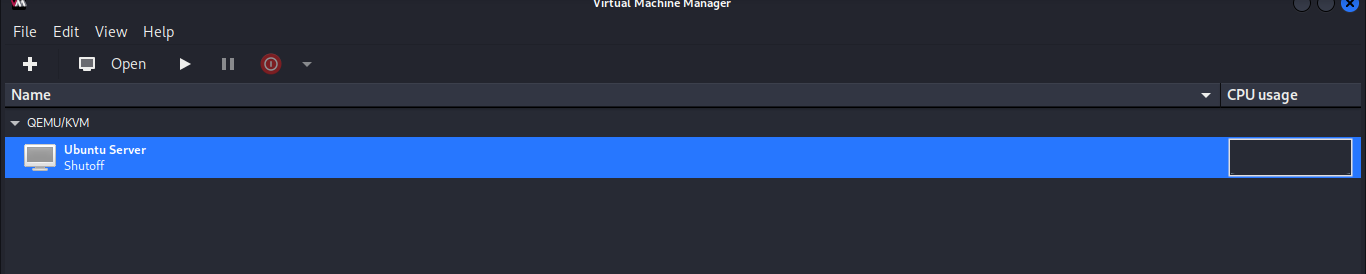 Virtual Machine Manager
File Edit View Help
Open
Name CPU usage
QEMU/KVM
Ubuntu Server
Shutoff